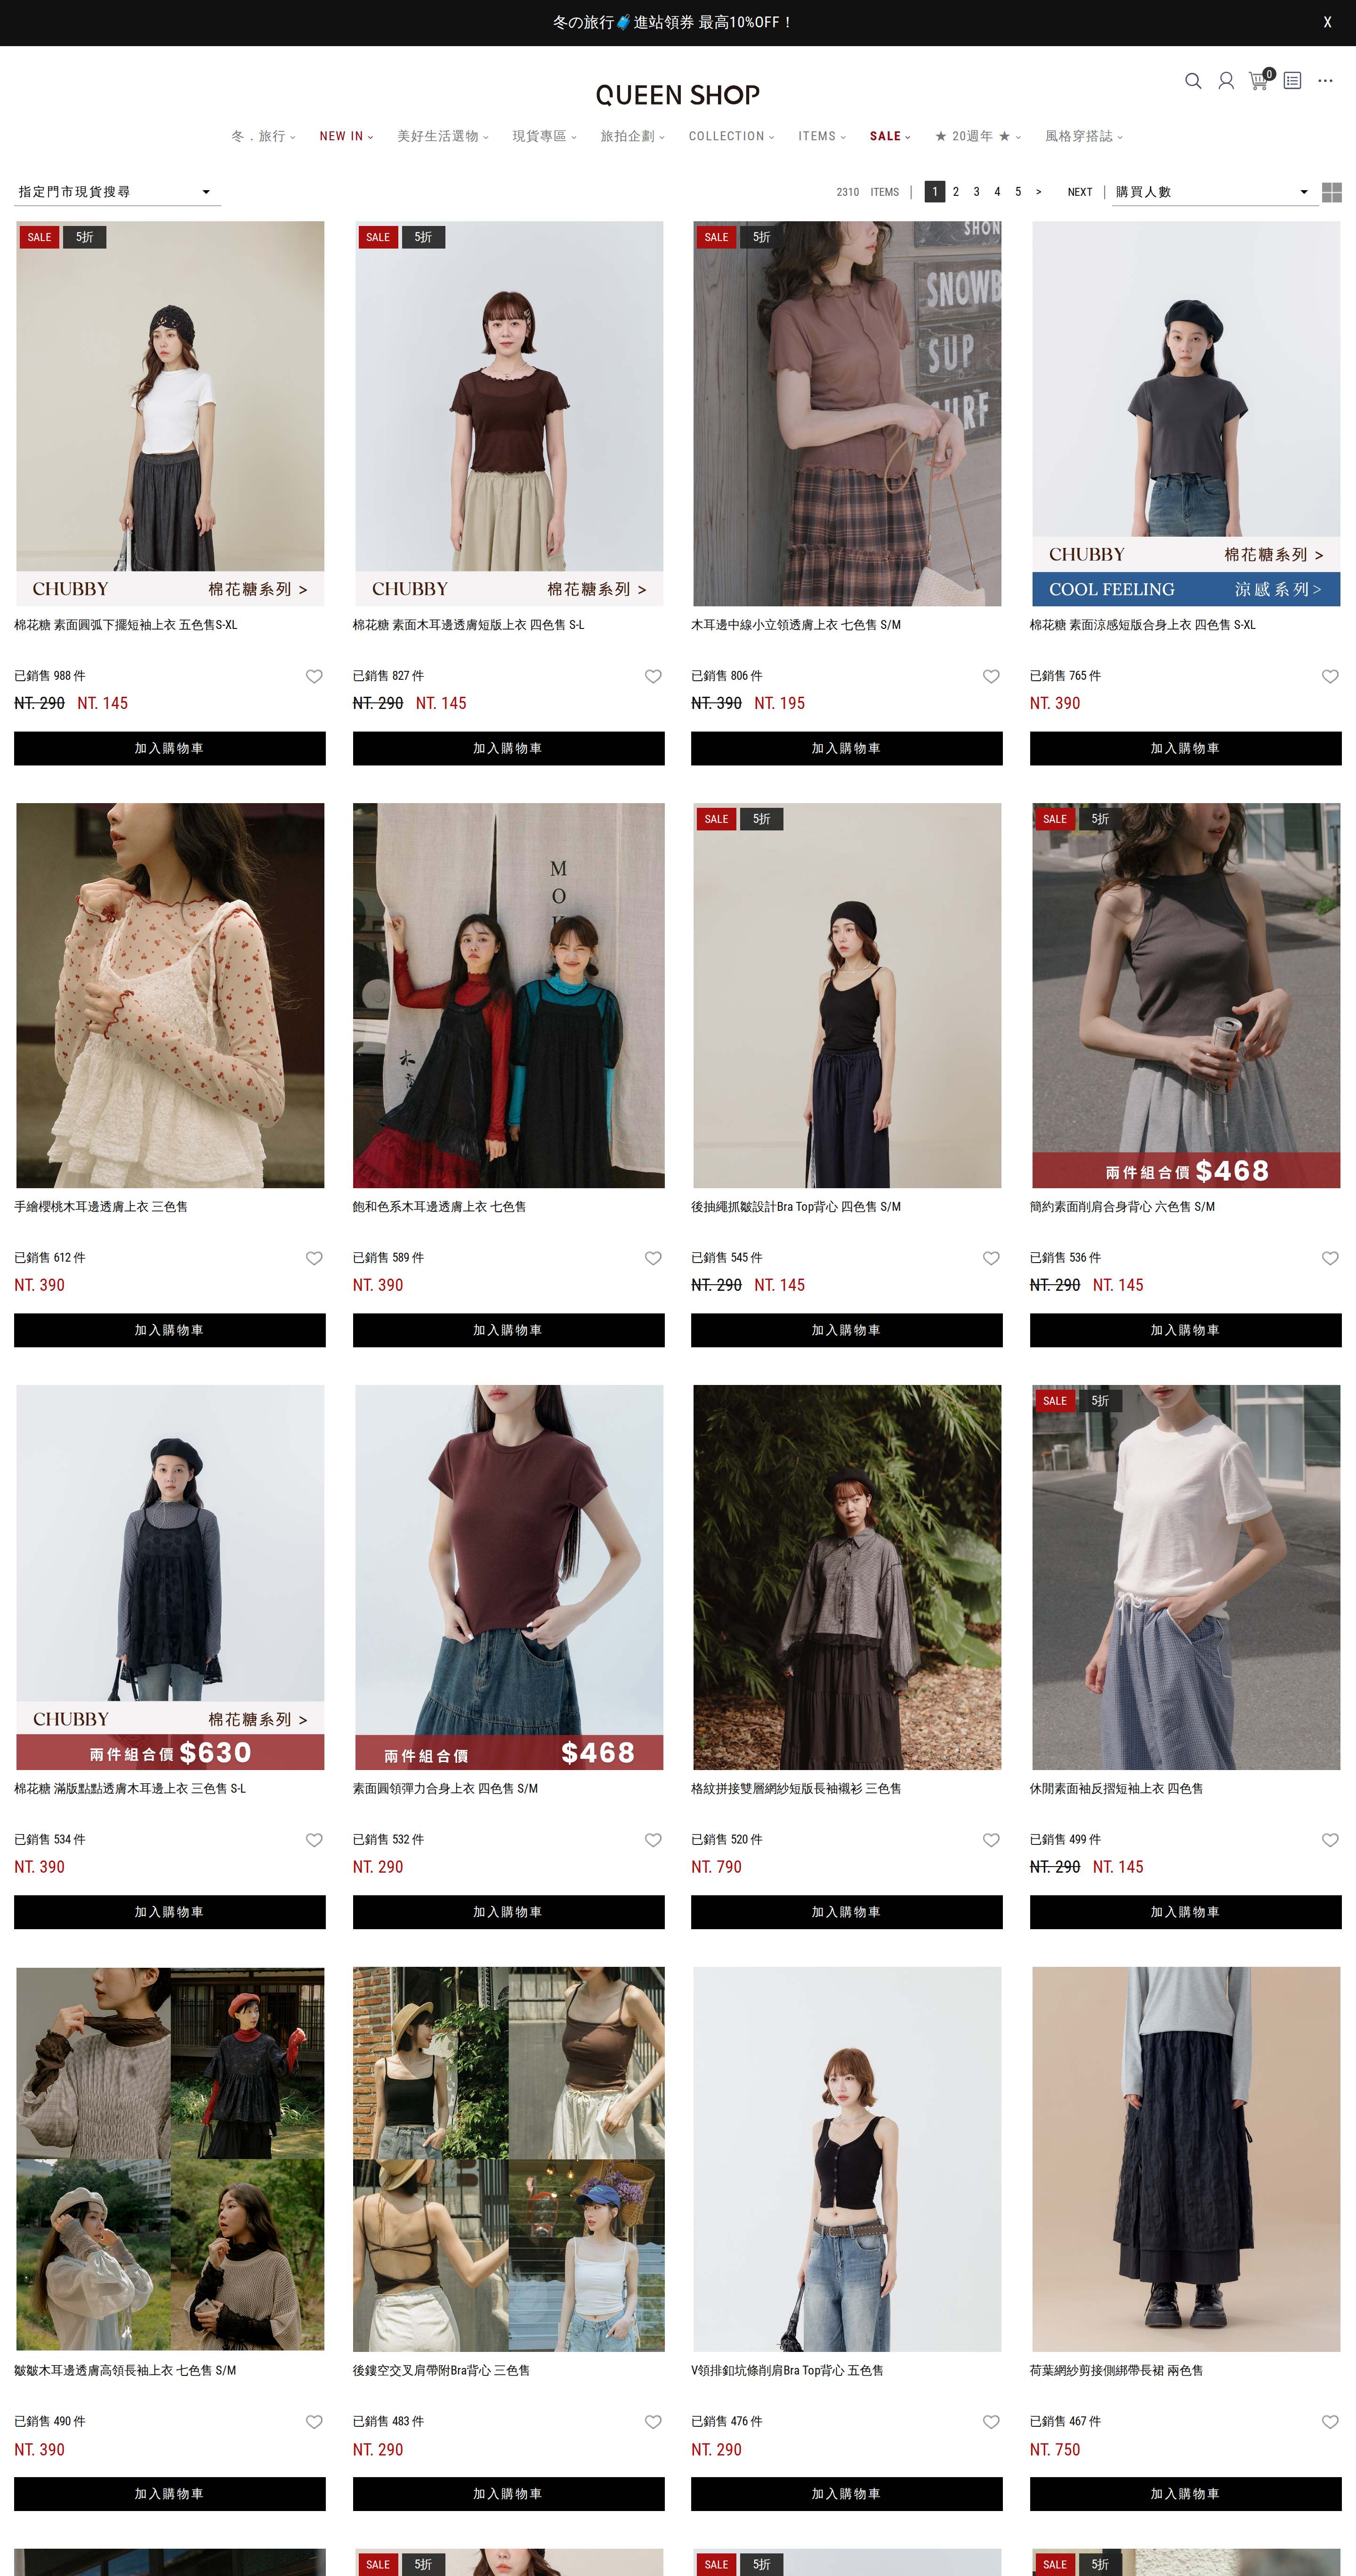 冬の旅行🧳進站領券 最高10%OFF！
X
QUEEN SHOP
0
冬．旅行 NEW IN 美好生活選物 現貨專區 旅拍企劃 COLLECTION ITEMS SALE ★ 20週年 ★ 風格穿搭誌
指定門市現貨搜尋
2310 ITEMS | 1 2 3 4 5 > NEXT | 購買人數
SALE 5折
CHUBBY 棉花糖系列 >
棉花糖 素面圓弧下擺短袖上衣 五色售S-XL
已銷售 988 件
NT. 290 NT. 145
加入購物車
SALE 5折
CHUBBY 棉花糖系列 >
棉花糖 素面木耳邊透膚短版上衣 四色售 S-L
已銷售 827 件
NT. 290 NT. 145
加入購物車
SALE 5折
SHON
SNOWB
SUP
SURF
木耳邊中線小立領透膚上衣 七色售 S/M
已銷售 806 件
NT. 390 NT. 195
加入購物車
CHUBBY 棉花糖系列 >
COOL FEELING 涼感系列>
棉花糖 素面涼感短版合身上衣 四色售 S-XL
已銷售 765 件
NT. 390
加入購物車
手繪櫻桃木耳邊透膚上衣 三色售
已銷售 612 件
NT. 390
加入購物車
M
O
飽和色系木耳邊透膚上衣 七色售
已銷售 589 件
NT. 390
加入購物車
SALE 5折
後抽繩抓皺設計Bra Top背心 四色售 S/M
已銷售 545 件
NT. 290 NT. 145
加入購物車
SALE 5折
兩件組合價 $468
簡約素面削肩合身背心 六色售 S/M
已銷售 536 件
NT. 290 NT. 145
加入購物車
CHUBBY 棉花糖系列 >
兩件組合價 $630
棉花糖 滿版點點透膚木耳邊上衣 三色售 S-L
已銷售 534 件
NT. 390
加入購物車
兩件組合價 $468
素面圓領彈力合身上衣 四色售 S/M
已銷售 532 件
NT. 290
加入購物車
格紋拼接雙層網紗短版長袖襯衫 三色售
已銷售 520 件
NT. 790
加入購物車
SALE 5折
休閒素面袖反摺短袖上衣 四色售
已銷售 499 件
NT. 290 NT. 145
加入購物車
皺皺木耳邊透膚高領長袖上衣 七色售 S/M
已銷售 490 件
NT. 390
加入購物車
後鏤空交叉肩帶附Bra背心 三色售
已銷售 483 件
NT. 290
加入購物車
V領排釦坑條削肩Bra Top背心 五色售
已銷售 476 件
NT. 290
加入購物車
荷葉網紗剪接側綁帶長裙 兩色售
已銷售 467 件
NT. 750
加入購物車
SALE 5折
SALE 5折
SALE 5折